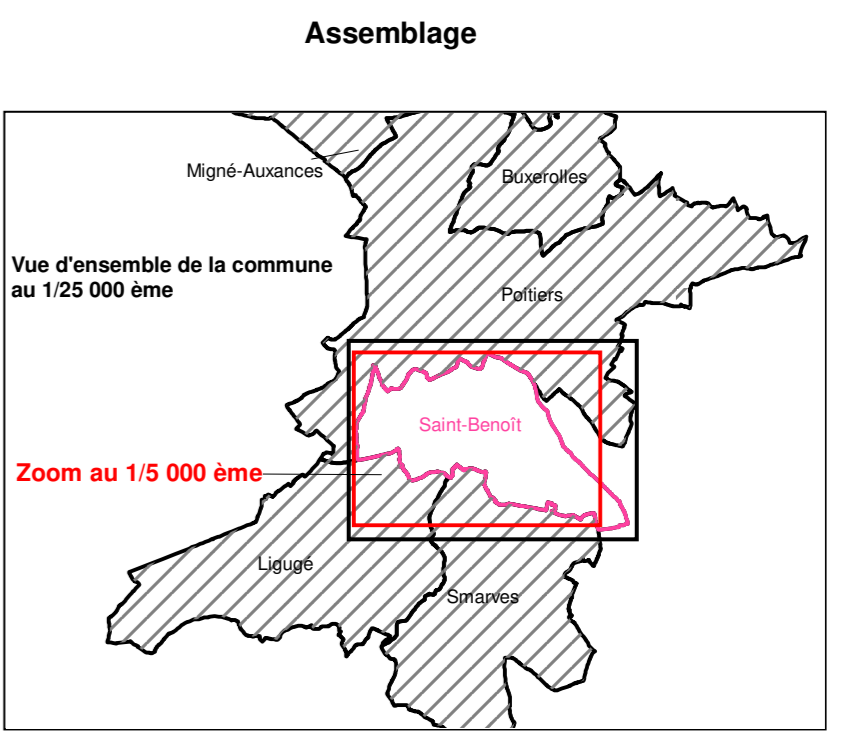 Assemblage
Migné-Auxances
Buxerolles
Vue d'ensemble de la commune
au 1/25 000 ème
Poitiers
Saint-Benoît
Zoom au 1/5 000 ème
Ligugé
Smarves